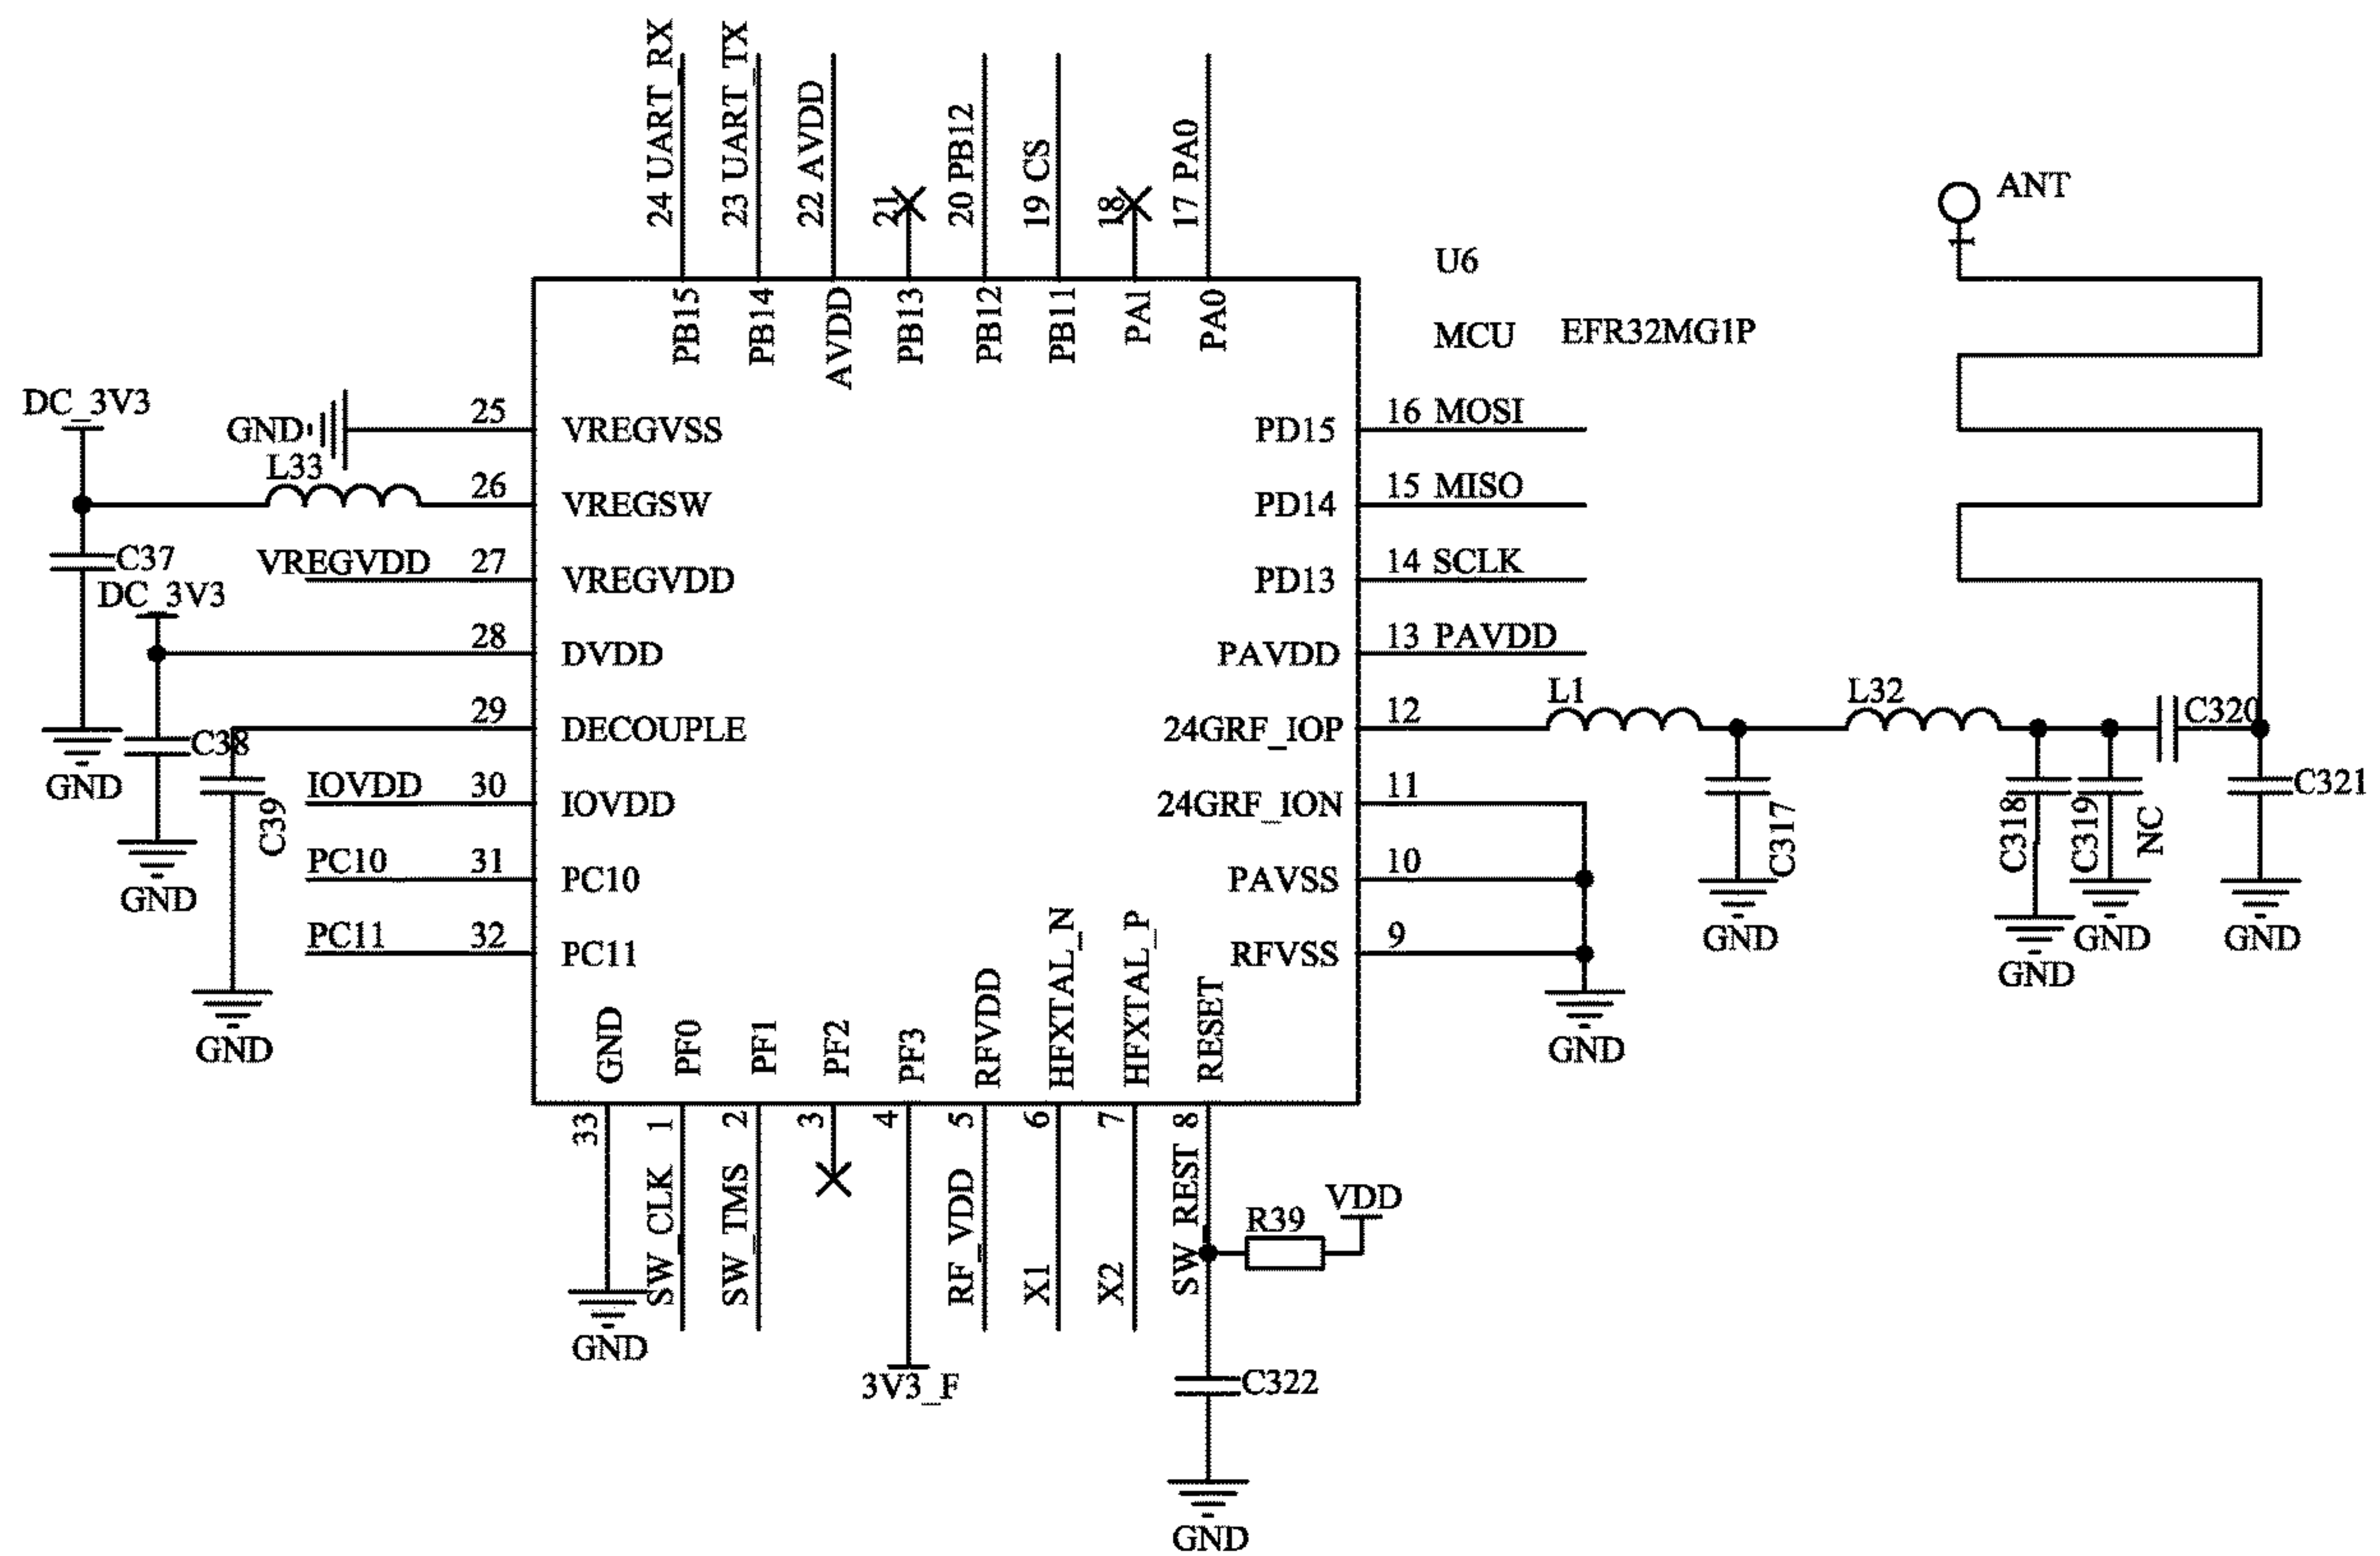 24 UART_RX
23 UART_TX
22 AVDD
21
20 PB12
19 CS
18
17 PA0
ANT
1
U6
MCU EFR32MG1P
PB15
PB14
AVDD
PB13
PB12
PB11
PA1
PA0
DC_3V3
GND
25
VREGVSS
PD15
16 MOSI
L33
26
VREGSW
PD14
15 MISO
C37
VREGVDD
27
VREGVDD
PD13
14 SCLK
DC_3V3
28
DVDD
PAVDD
13 PAVDD
29
DECOUPLE
24GRF_IOP
12
L1
L32
C320
C38
GND
C39
IOVDD
30
IOVDD
24GRF_ION
11
C317
C318
C319
NC
C321
PC10
31
PC10
PAVSS
10
GND
PC11
32
PC11
RFVSS
9
GND
GND
GND
GND
GND
GND
GND
PF0
PF1
PF2
PF3
RFVDD
HFXTAL_N
HFXTAL_P
RESET
33
1
2
3
4
5
6
7
8
SW_CLK
SW_TMS
RF_VDD
X1
X2
SW_REST
R39
VDD
GND
3V3_F
C322
GND